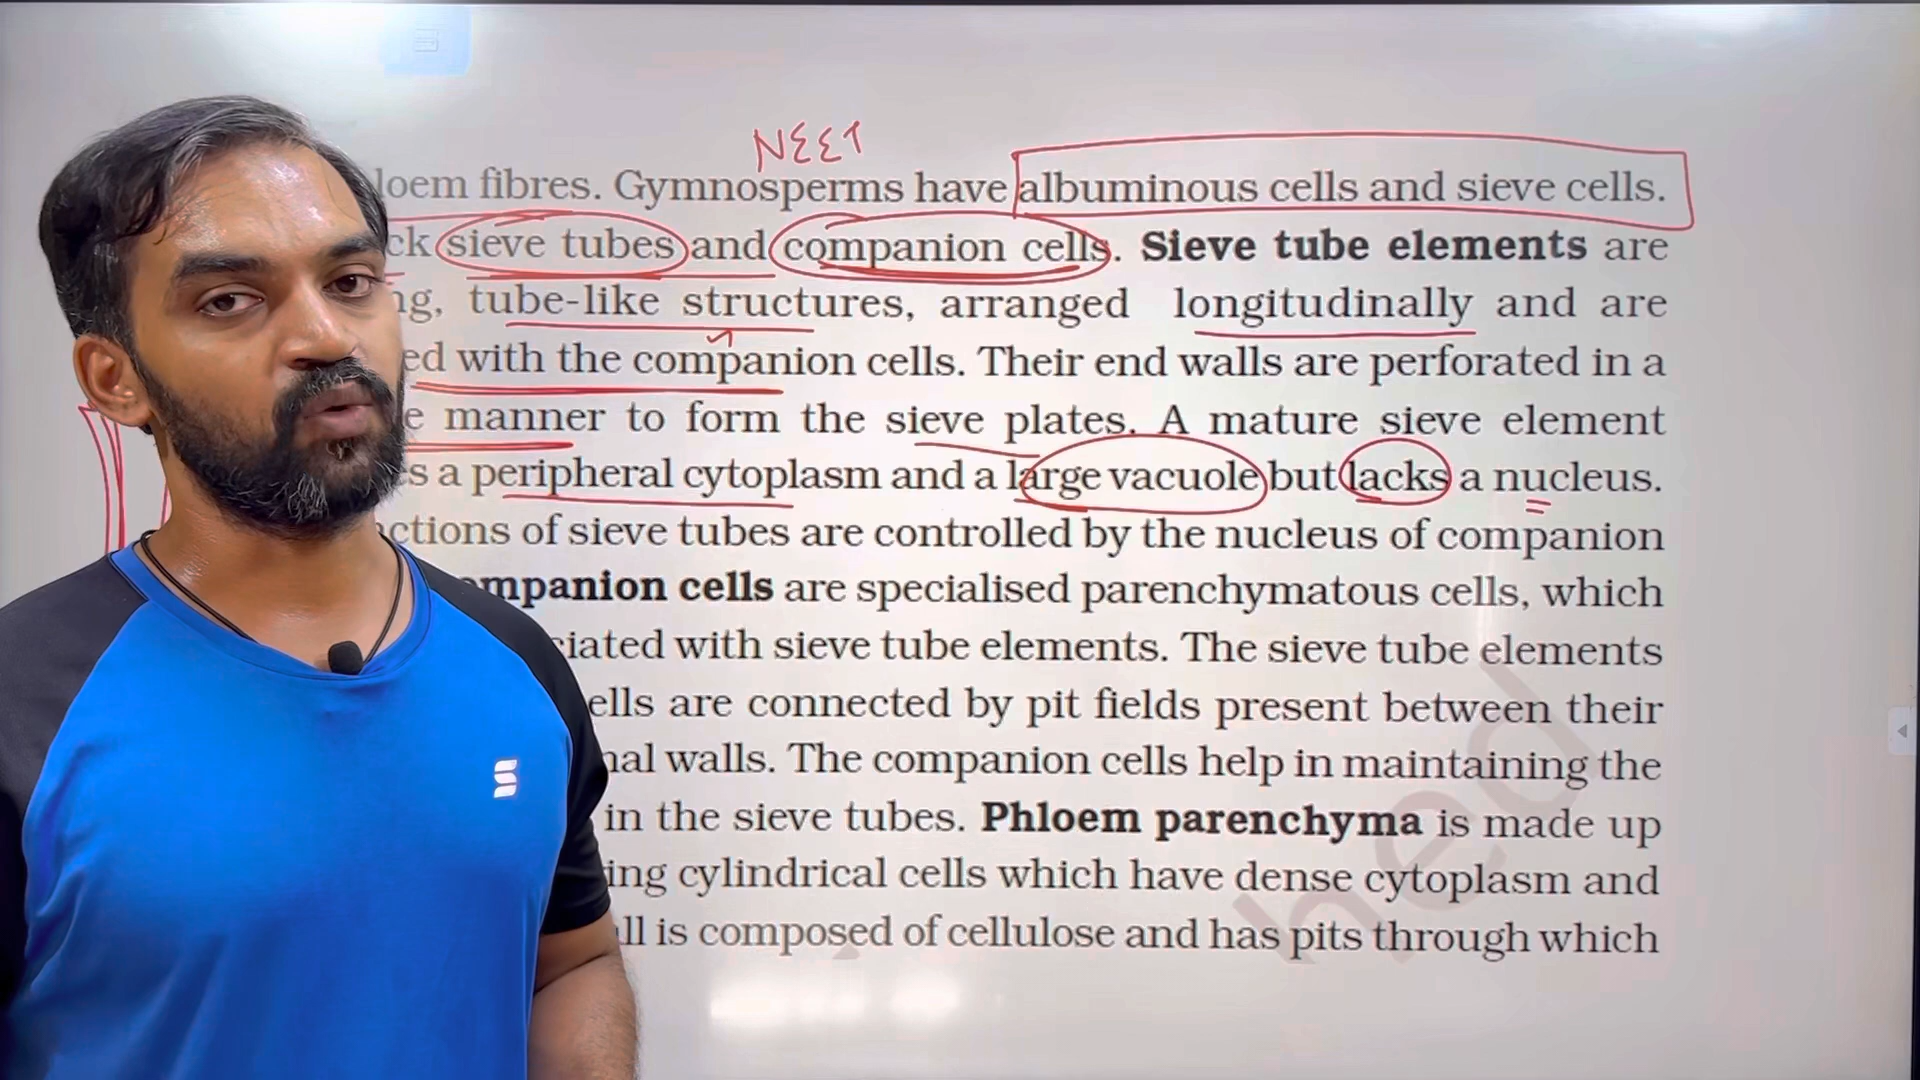 NEET
loem fibres. Gymnosperms have albuminous cells and sieve cells.
ck sieve tubes and companion cells. Sieve tube elements are
ng, tube-like structures, arranged longitudinally and are
ed with the companion cells. Their end walls are perforated in a
e manner to form the sieve plates. A mature sieve element
es a peripheral cytoplasm and a large vacuole but lacks a nucleus.
ctions of sieve tubes are controlled by the nucleus of companion
ompanion cells are specialised parenchymatous cells, which
ciated with sieve tube elements. The sieve tube elements
ells are connected by pit fields present between their
nal walls. The companion cells help in maintaining the
in the sieve tubes. Phloem parenchyma is made up
ing cylindrical cells which have dense cytoplasm and
ll is composed of cellulose and has pits through which
hed